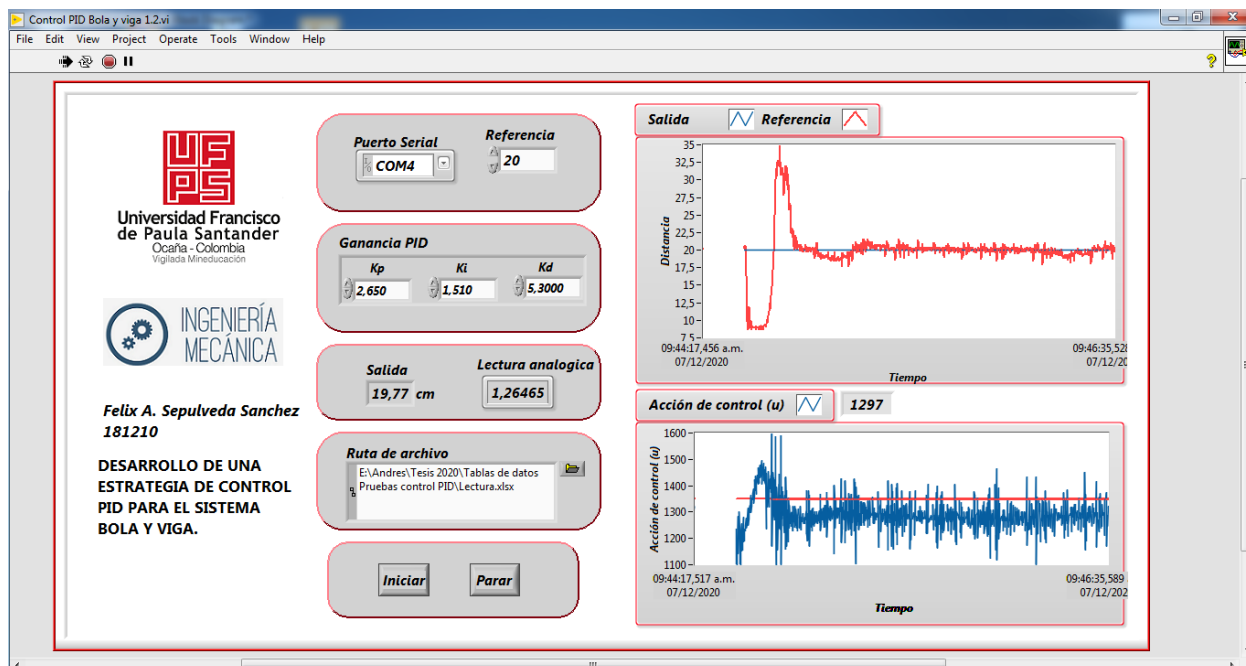 Control PID Bola y viga 1.2.vi
File Edit View Project Operate Tools Window Help
UFPS
Universidad Francisco
de Paula Santander
Ocaña - Colombia
Vigilada Mineducación
INGENIERÍA
MECÁNICA
Felix A. Sepulveda Sanchez
181210
DESARROLLO DE UNA
ESTRATEGIA DE CONTROL
PID PARA EL SISTEMA
BOLA Y VIGA.
Puerto Serial
COM4
Referencia
20
Ganancia PID
Kp Ki Kd
2,650 1,510 5,3000
Salida
19,77 cm
Lectura analogica
1,26465
Ruta de archivo
E:\Andres\Tesis 2020\Tablas de datos
Pruebas control PID\Lectura.xlsx
Iniciar Parar
Salida Referencia
Distancia
35
32,5
30
27,5
25
22,5
20
17,5
15
12,5
10
7,5
09:44:17,456 a.m.
07/12/2020
09:46:35,528
07/12/20
Tiempo
Acción de control (u)
1297
Acción de control (u)
1600
1500
1400
1300
1200
1100
09:44:17,517 a.m.
07/12/2020
09:46:35,589
07/12/202
Tiempo